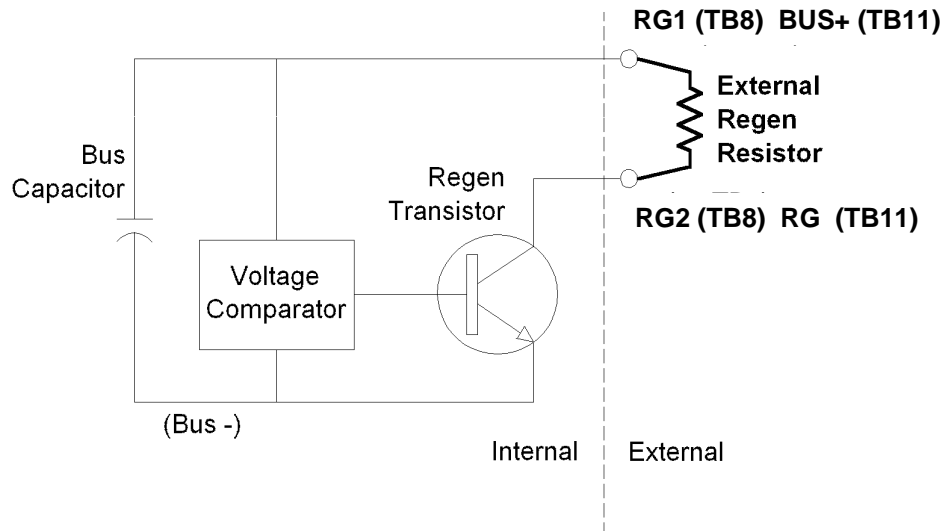 RG1 (TB8) BUS+ (TB11)
External
Regen
Resistor
Bus
Capacitor
Regen
Transistor
RG2 (TB8) RG (TB11)
Voltage
Comparator
(Bus -)
Internal
External